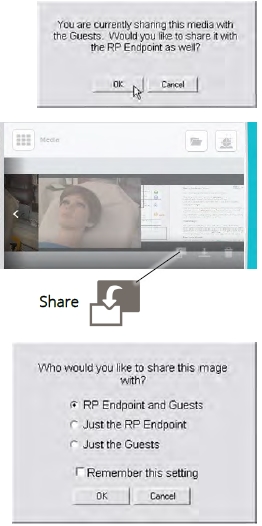 You are currently sharing this media with
the Guests. Would you like to share it with
the RP Endpoint as well?
OK Cancel
Media
Share
Who would you like to share this image
with?
RP Endpoint and Guests
Just the RP Endpoint
Just the Guests
Remember this setting
OK Cancel